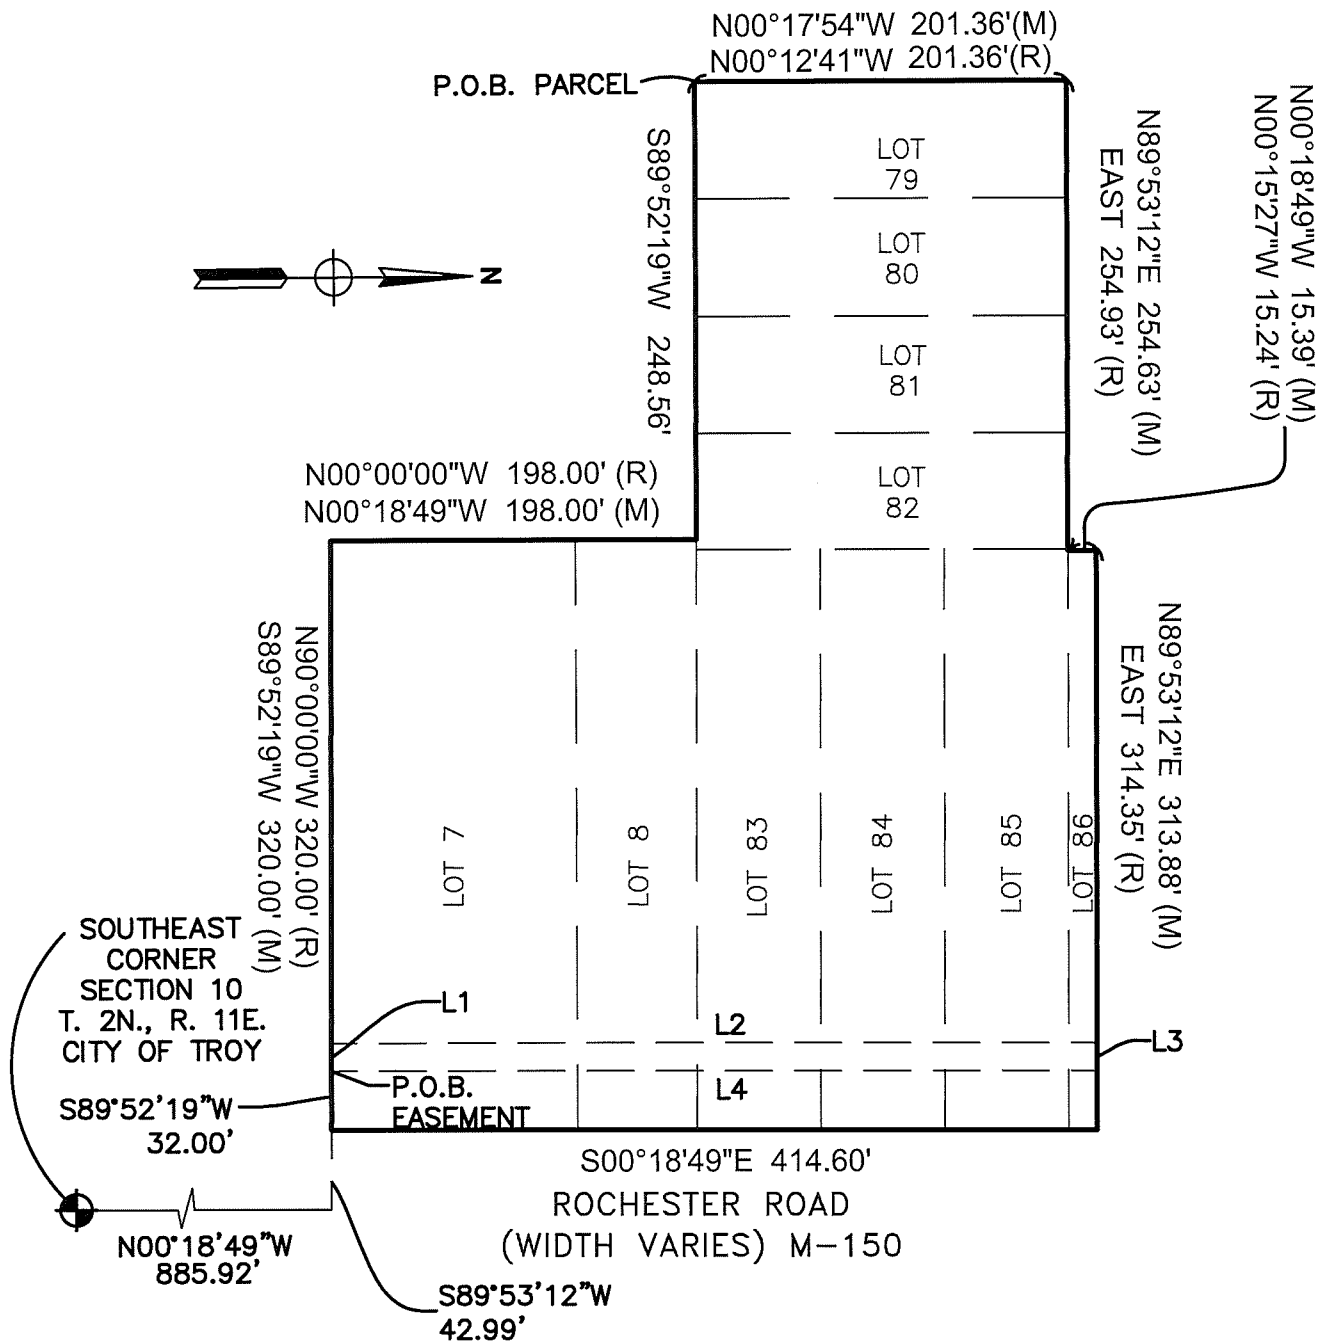 N00°17'54"W 201.36'(M)
N00°12'41"W 201.36'(R)
P.O.B. PARCEL
N00°18'49"W 15.39' (M)
N00°15'27"W 15.24' (R)
N89°53'12"E 254.63' (M)
EAST 254.93' (R)
S89°52'19"W 248.56'
LOT
79
LOT
80
LOT
81
LOT
82
N
N00°00'00"W 198.00' (R)
N00°18'49"W 198.00' (M)
N89°53'12"E 313.88' (M)
EAST 314.35' (R)
N90°00'00"W 320.00' (R)
S89°52'19"W 320.00' (M)
LOT 7
LOT 8
LOT 83
LOT 84
LOT 85
LOT 86
SOUTHEAST
CORNER
SECTION 10
T. 2N., R. 11E.
CITY OF TROY
L1
L2
L3
L4
P.O.B.
EASEMENT
S89°52'19"W
32.00'
S00°18'49"E 414.60'
ROCHESTER ROAD
(WIDTH VARIES) M-150
N00°18'49"W
885.92'
S89°53'12"W
42.99'